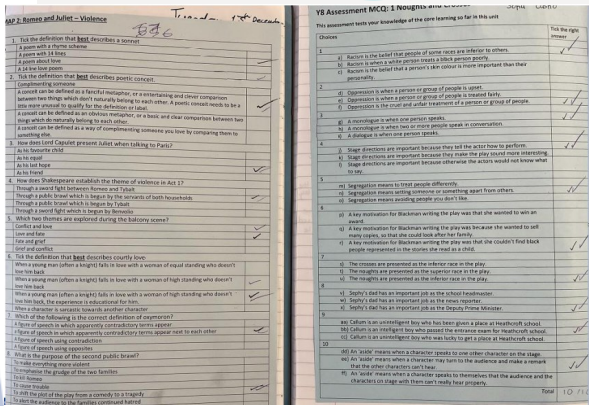 MAP 2: Romeo and Juliet – Violence
1. Tick the definition that best describes a sonnet
A poem with a rhyme scheme
A poem with 14 lines
A poem about love
A 14 line love poem
2. Tick the definition that best describes poetic conceit.
Complimenting someone
A conceit can be defined as a fanciful metaphor, or a entertaining and clever comparison
between two things which don't naturally belong to each other. A poetic conceit needs to be a
little more unusual to qualify for the definition or label.
A conceit can be defined as an obvious metaphor, or a basic and clear comparison between two
things which do naturally belong to each other.
A conceit can be defined as a way of complimenting someone you love by comparing them to
something else.
3. How does Lord Capulet present Juliet when talking to Paris?
As his favourite child
As his equal
As his last hope
As his friend
4. How does Shakespeare establish the theme of violence in Act 1?
Through a sword fight between Romeo and Tybalt
Through a public brawl which is begun by the servants of both households
Through a public brawl which is begun by Tybalt
Through a sword fight which is begun by Benvolio
5. Which two themes are explored during the balcony scene?
Conflict and love
Love and fate
Fate and grief
Grief and conflict
6. Tick the definition that best describes courtly love
When a young man (often a knight) falls in love with a woman of equal standing who doesn't
love him back
When a young man (often a knight) falls in love with a woman of high standing who doesn't
love him back
When a young man (often a knight) falls in love with a woman of high standing who doesn't
love him back, the experience is educational for him.
When a character is sarcastic towards another character
7. Which of the following is the correct definition of oxymoron?
A figure of speech in which apparently contradictory terms appear
A figure of speech in which apparently contradictory terms appear next to each other
A figure of speech using contradiction
A figure of speech using opposites
8. What is the purpose of the second public brawl?
To make everything more violent
To emphasise the grudge of the two families
To kill Romeo
To cause trouble
To shift the plot of the play from a comedy to a tragedy
To alert the audience to the families continued hatred
Y8 Assessment MCQ: 1 Noughts and
This assessment tests your knowledge of the core learning so far in this unit
Choices
Tick the right
answer
1
a) Racism is the belief that people of some races are inferior to others.
b) Racism is when a white person treats a black person poorly.
c) Racism is the belief that a person's skin colour is more important than their
personality.
2
d) Oppression is when a person or group of people is upset.
e) Oppression is when a person or group of people is treated fairly.
f) Oppression is the cruel and unfair treatment of a person or group of people.
3
g) A monologue is when one person speaks.
h) A monologue is when two or more people speak in conversation.
i) A dialogue is when one person speaks.
4
j) Stage directions are important because they tell the actor how to perform.
k) Stage directions are important because they make the play sound more interesting.
l) Stage directions are important because otherwise the actors would not know what
to say.
5
m) Segregation means to treat people differently.
n) Segregation means setting someone or something apart from others.
o) Segregation means avoiding people you don't like.
6
p) A key motivation for Blackman writing the play was that she wanted to win an
award.
q) A key motivation for Blackman writing the play was because she wanted to sell
many copies, so that she could look after her family.
r) A key motivation for Blackman writing the play was that she couldn't find black
people represented in the stories she read as a child.
7
s) The crosses are presented as the inferior race in the play.
t) The noughts are presented as the superior race in the play.
u) The noughts are presented as the inferior race in the play.
8
v) Sephy's dad has an important job as the school headmaster.
w) Sephy's dad has an important job as the news reporter.
x) Sephy's dad has an important job as the Deputy Prime Minister
9
aa) Callum is an unintelligent boy who has been given a place at Heathcroft school.
bb) Callum is an intelligent boy who passed the entrance exam for Heathcroft school.
cc) Callum is an unintelligent boy who was lucky to get a place at Heathcroft school.
10
dd) An 'aside' means when a character speaks to one other character on the stage.
ee) An 'aside' means when a character may turn to the audience and make a remark
that the other characters can't hear.
ff) An 'aside' means when a character speaks to themselves that the audience and the
characters on stage with them can't really hear properly.
Total 10/10